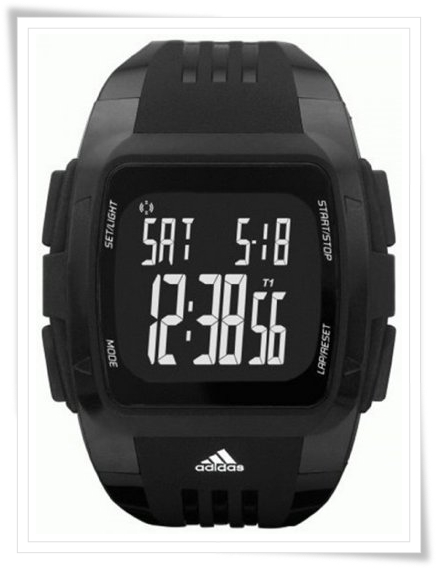 SET/LIGHT
START/STOP
SAT 5-18
T1
12:38 56
MODE
LAP/RESET
adidas